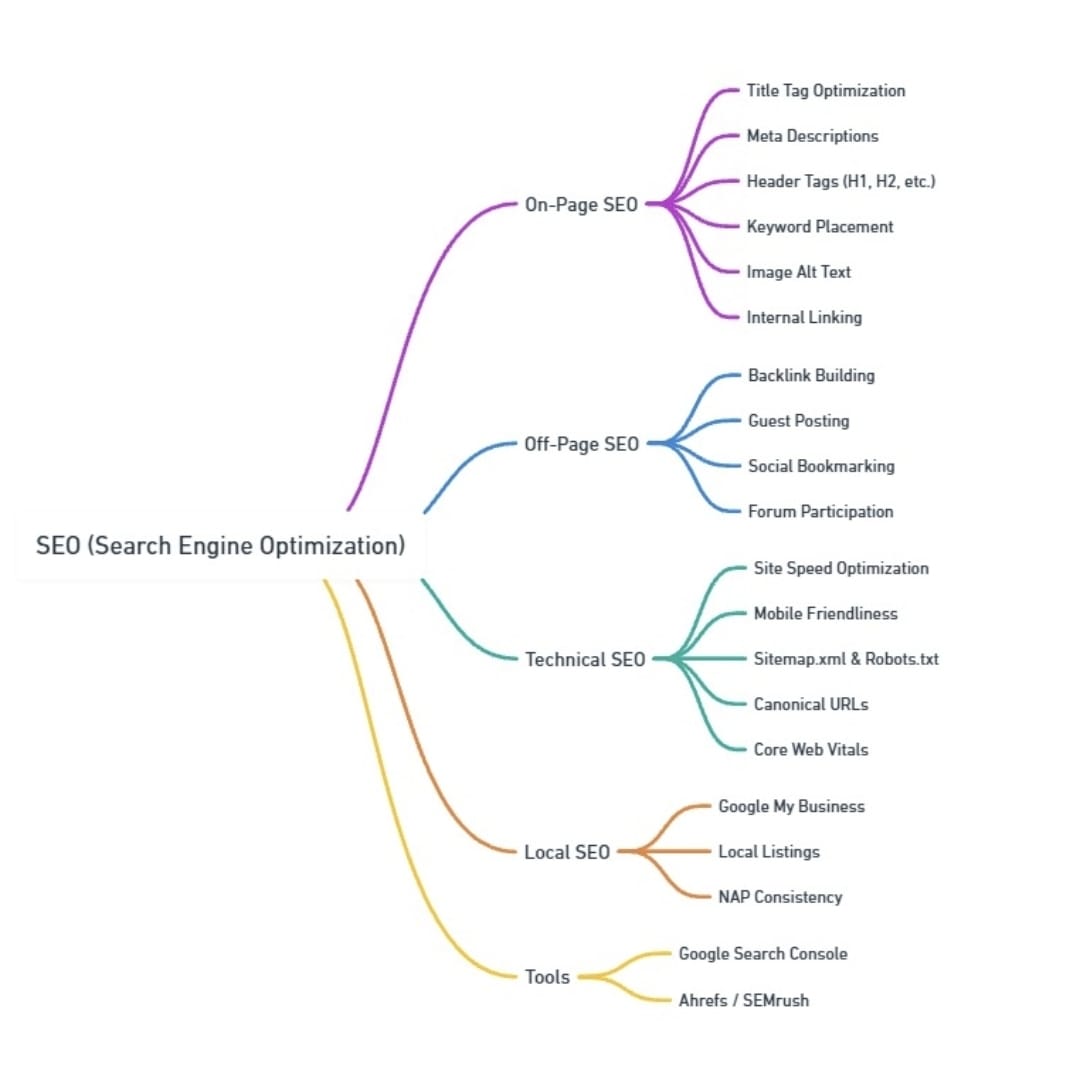 SEO (Search Engine Optimization)
On-Page SEO
Title Tag Optimization
Meta Descriptions
Header Tags (H1, H2, etc.)
Keyword Placement
Image Alt Text
Internal Linking
Off-Page SEO
Backlink Building
Guest Posting
Social Bookmarking
Forum Participation
Technical SEO
Site Speed Optimization
Mobile Friendliness
Sitemap.xml & Robots.txt
Canonical URLs
Core Web Vitals
Local SEO
Google My Business
Local Listings
NAP Consistency
Tools
Google Search Console
Ahrefs / SEMrush